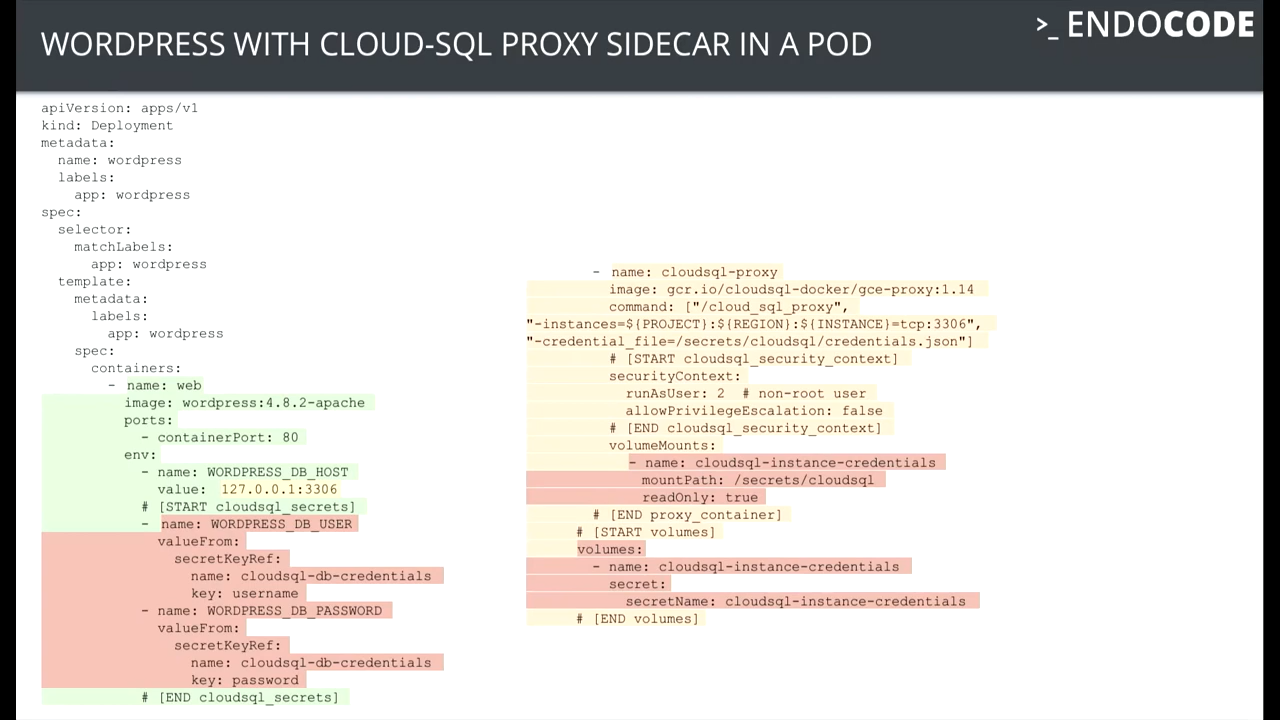 WORDPRESS WITH CLOUD-SQL PROXY SIDECAR IN A POD
>_ ENDOCODE
apiVersion: apps/v1
kind: Deployment
metadata:
  name: wordpress
  labels:
    app: wordpress
spec:
  selector:
    matchLabels:
      app: wordpress
  template:
    metadata:
      labels:
        app: wordpress
    spec:
      containers:
        - name: web
          image: wordpress:4.8.2-apache
          ports:
            - containerPort: 80
          env:
            - name: WORDPRESS_DB_HOST
              value: 127.0.0.1:3306
            # [START cloudsql_secrets]
            - name: WORDPRESS_DB_USER
              valueFrom:
                secretKeyRef:
                  name: cloudsql-db-credentials
                  key: username
            - name: WORDPRESS_DB_PASSWORD
              valueFrom:
                secretKeyRef:
                  name: cloudsql-db-credentials
                  key: password
            # [END cloudsql_secrets]
        - name: cloudsql-proxy
          image: gcr.io/cloudsql-docker/gce-proxy:1.14
          command: ["/cloud_sql_proxy",
"-instances=${PROJECT}:${REGION}:${INSTANCE}=tcp:3306",
"-credential_file=/secrets/cloudsql/credentials.json"]
          # [START cloudsql_security_context]
          securityContext:
            runAsUser: 2  # non-root user
            allowPrivilegeEscalation: false
          # [END cloudsql_security_context]
          volumeMounts:
            - name: cloudsql-instance-credentials
              mountPath: /secrets/cloudsql
              readOnly: true
        # [END proxy_container]
      # [START volumes]
      volumes:
        - name: cloudsql-instance-credentials
          secret:
            secretName: cloudsql-instance-credentials
      # [END volumes]